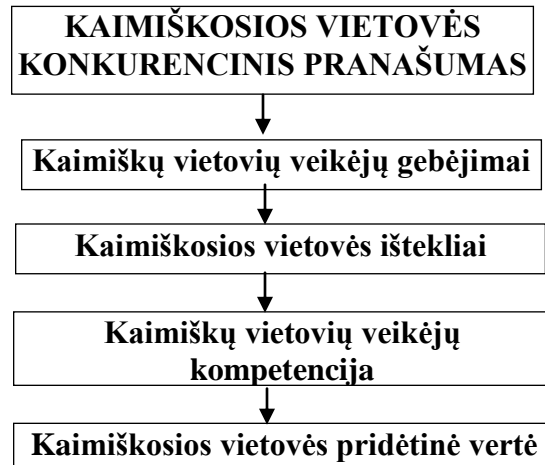 KAIMIŠKOSIOS VIETOVĖS
KONKURENCINIS PRANAŠUMAS
Kaimiškų vietovių veikėjų gebėjimai
Kaimiškosios vietovės ištekliai
Kaimiškų vietovių veikėjų
kompetencija
Kaimiškosios vietovės pridėtinė vertė